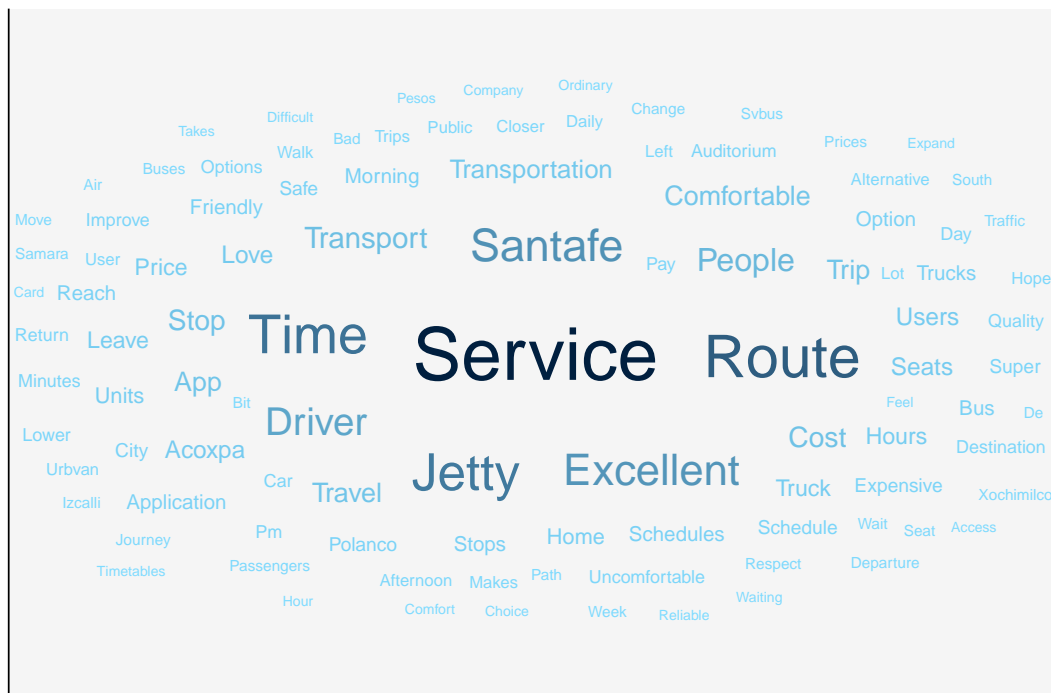 Ordinary
Pesos Company
Difficult Change Svbus
Takes Bad Trips Public Closer Daily
Buses Options Walk Left Auditorium Prices Expand
Air Safe Morning Transportation Alternative South
Move Improve Friendly Comfortable Option Day Traffic
Samara User Price Love Transport Santafe Pay People Trip Lot Trucks Hope
Card Reach
Return Leave Stop Time Service Route Users Quality
Minutes Units App Bit Seats Super
Lower Driver Feel Bus De
Urbvan City Acoxpa Cost Hours Destination
Izcalli Application Car Travel Jetty Excellent Truck Expensive Xochimilco
Journey Pm Polanco Stops Home Schedules Schedule Wait Seat Access
Timetables Passengers Afternoon Makes Path Uncomfortable Respect Departure
Hour Comfort Choice Week Reliable Waiting